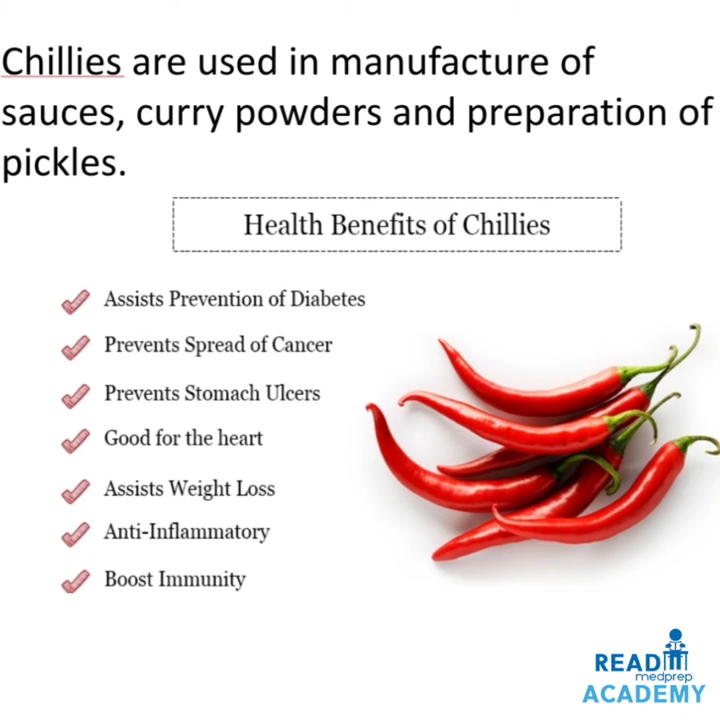 Chillies are used in manufacture of
sauces, curry powders and preparation of
pickles.
Health Benefits of Chillies
Assists Prevention of Diabetes
Prevents Spread of Cancer
Prevents Stomach Ulcers
Good for the heart
Assists Weight Loss
Anti-Inflammatory
Boost Immunity
READ
medprep
ACADEMY